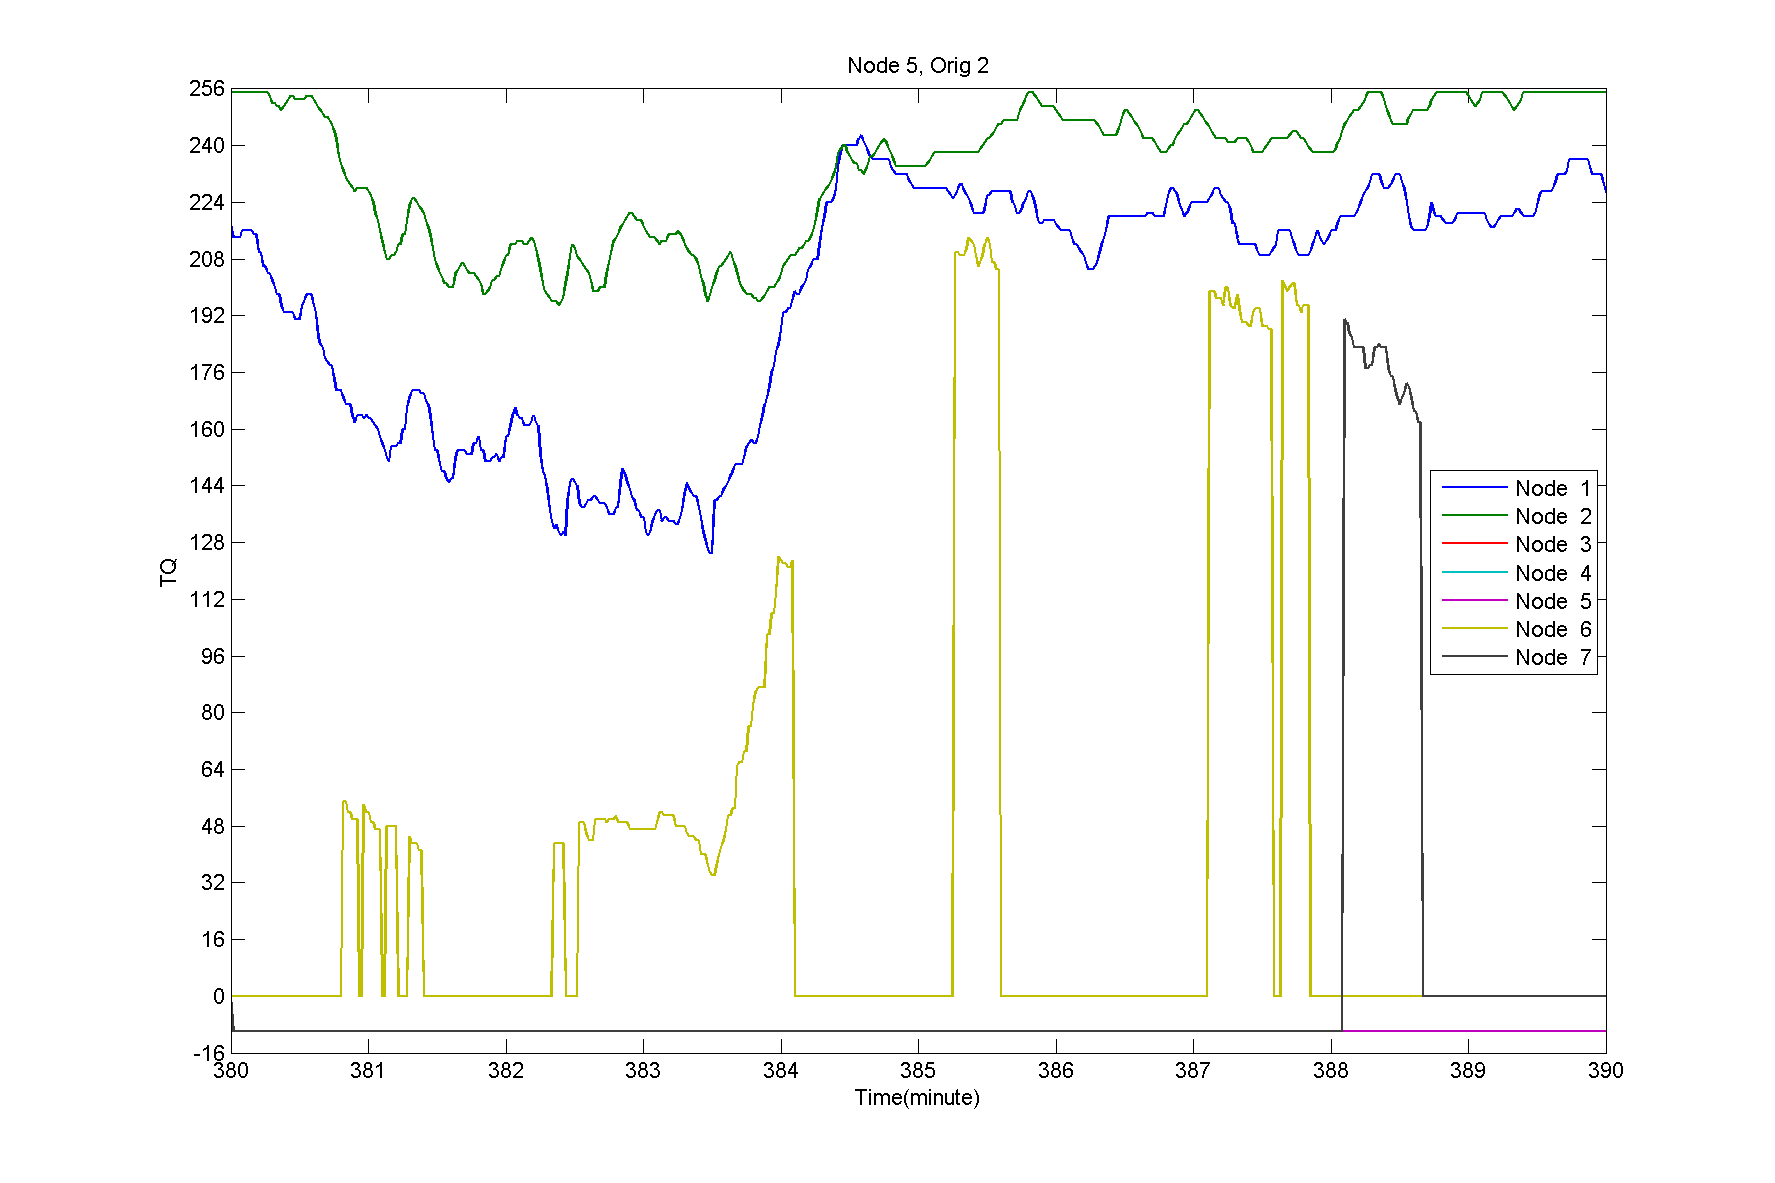 Node 5, Orig 2
256
240
224
208
192
176
160
144
128
112
96
80
64
48
32
16
0
-16
TQ
Node 1
Node 2
Node 3
Node 4
Node 5
Node 6
Node 7
380 381 382 383 384 385 386 387 388 389 390
Time(minute)